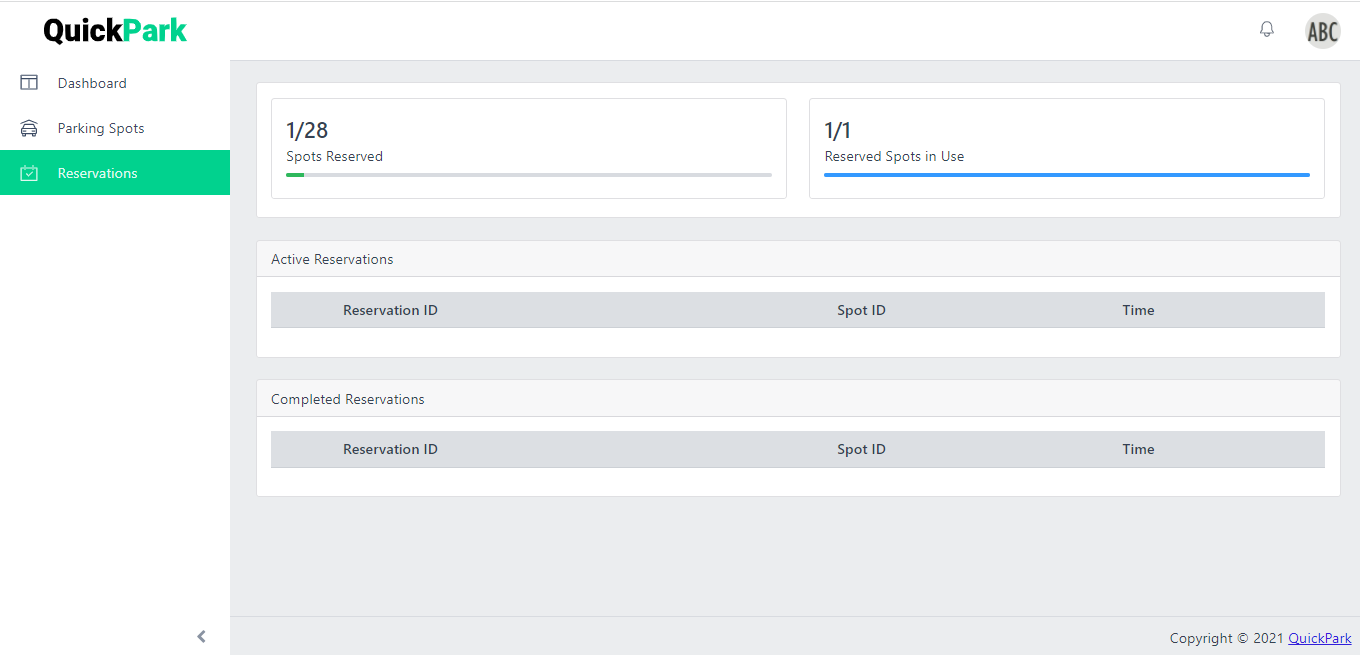 QuickPark
ABC
Dashboard
Parking Spots
Reservations
1/28
Spots Reserved
1/1
Reserved Spots in Use
Active Reservations
Reservation ID Spot ID Time
Completed Reservations
Reservation ID Spot ID Time
Copyright © 2021 QuickPark